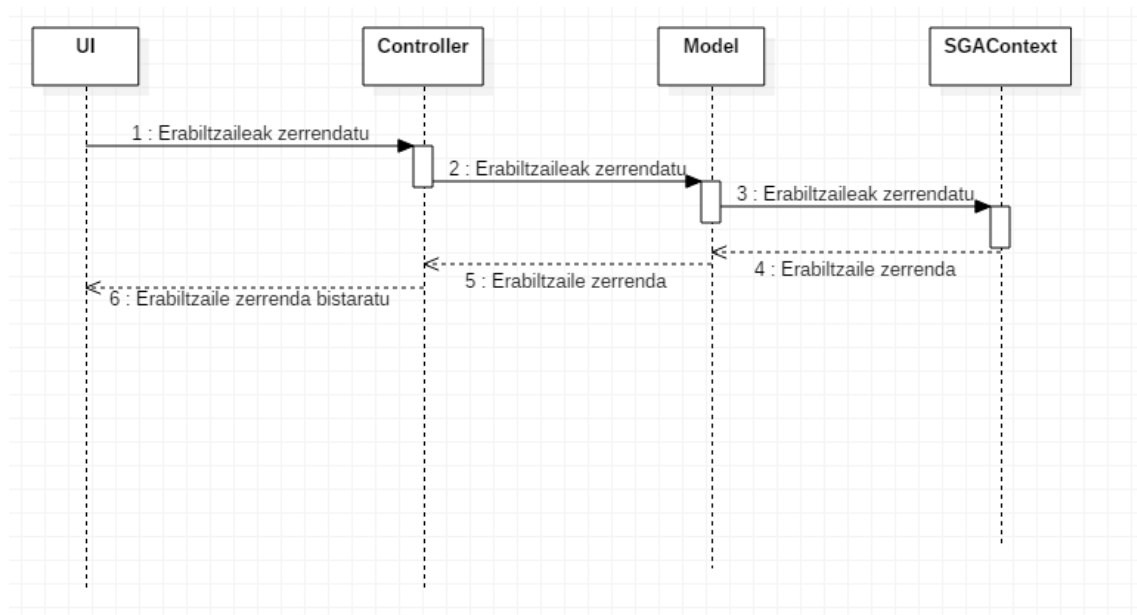 UI
Controller
Model
SGAContext
1 : Erabiltzaileak zerrendatu
2 : Erabiltzaileak zerrendatu
3 : Erabiltzaileak zerrendatu
4 : Erabiltzaile zerrenda
5 : Erabiltzaile zerrenda
6 : Erabiltzaile zerrenda bistaratu